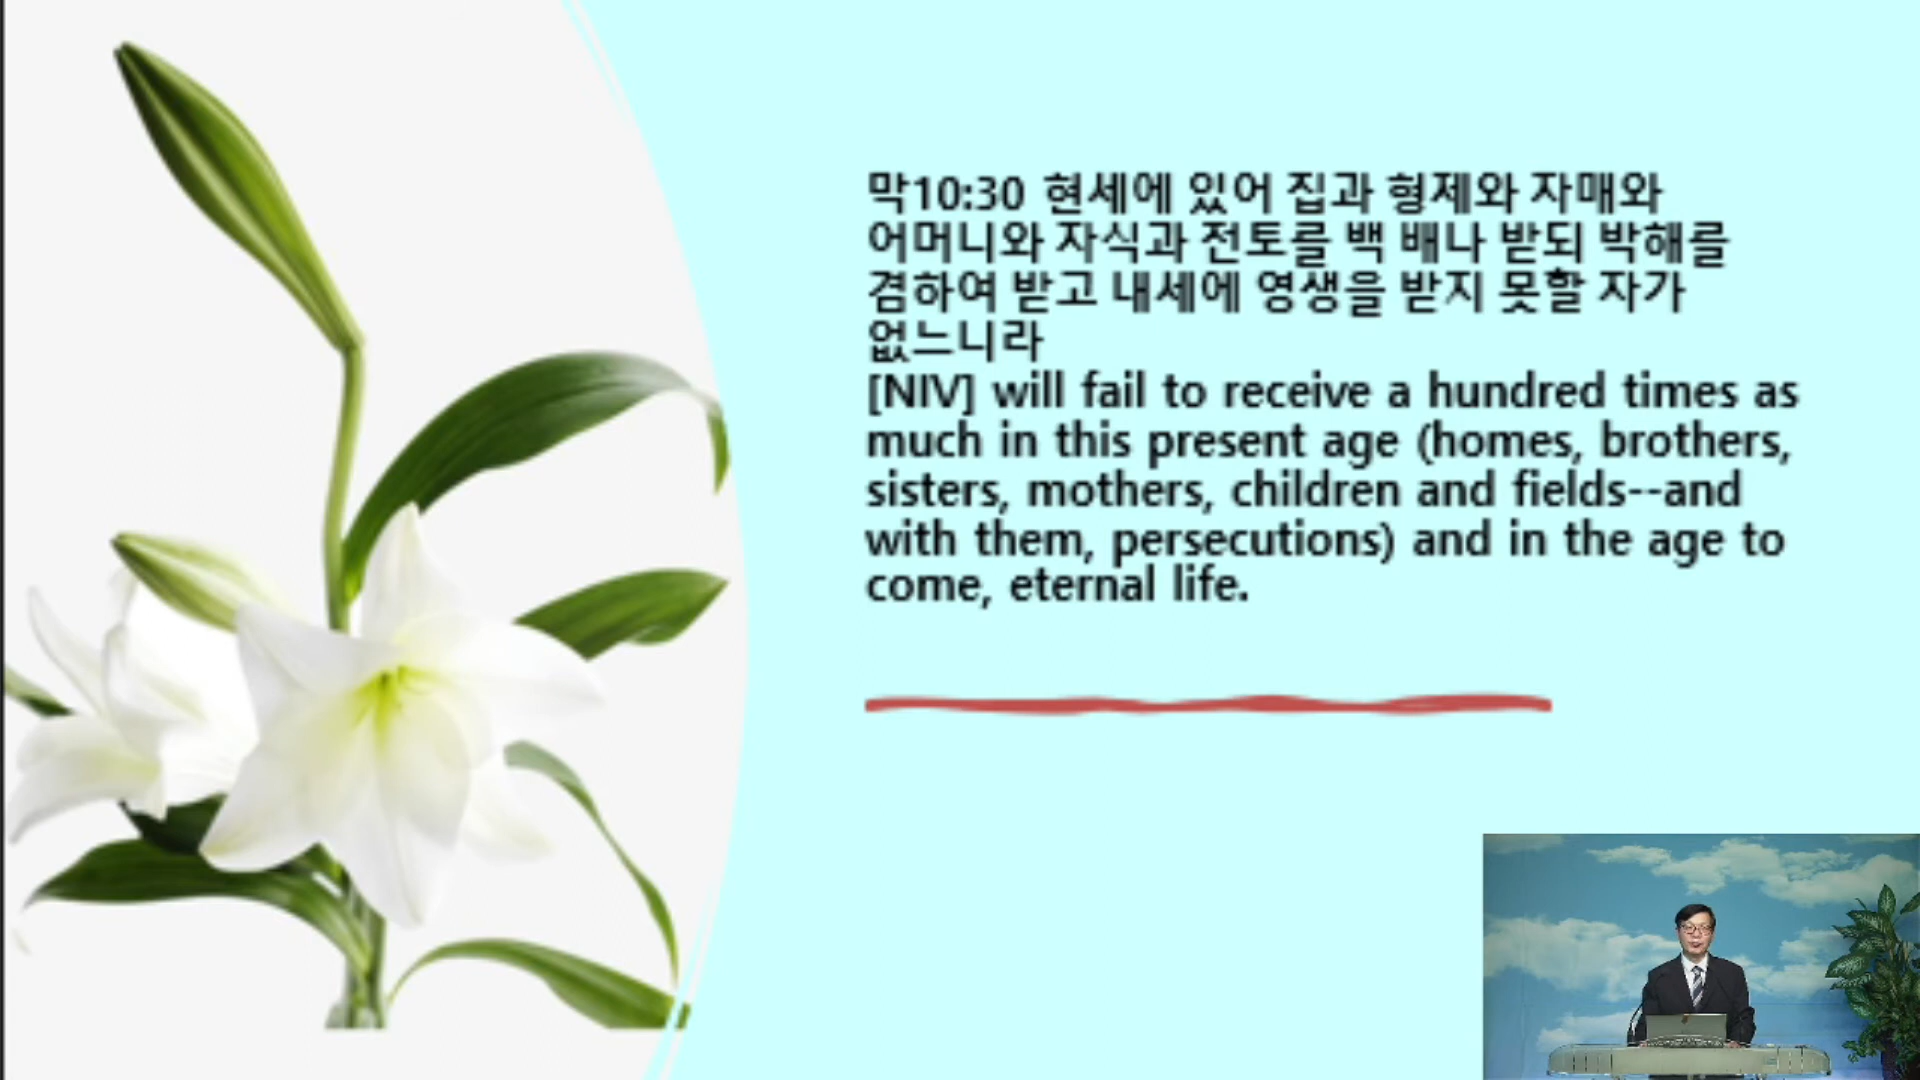 막10:30 현세에 있어 집과 형제와 자매와
어머니와 자식과 전토를 백 배나 받되 박해를
겸하여 받고 내세에 영생을 받지 못할 자가
없느니라
[NIV] will fail to receive a hundred times as
much in this present age (homes, brothers,
sisters, mothers, children and fields--and
with them, persecutions) and in the age to
come, eternal life.